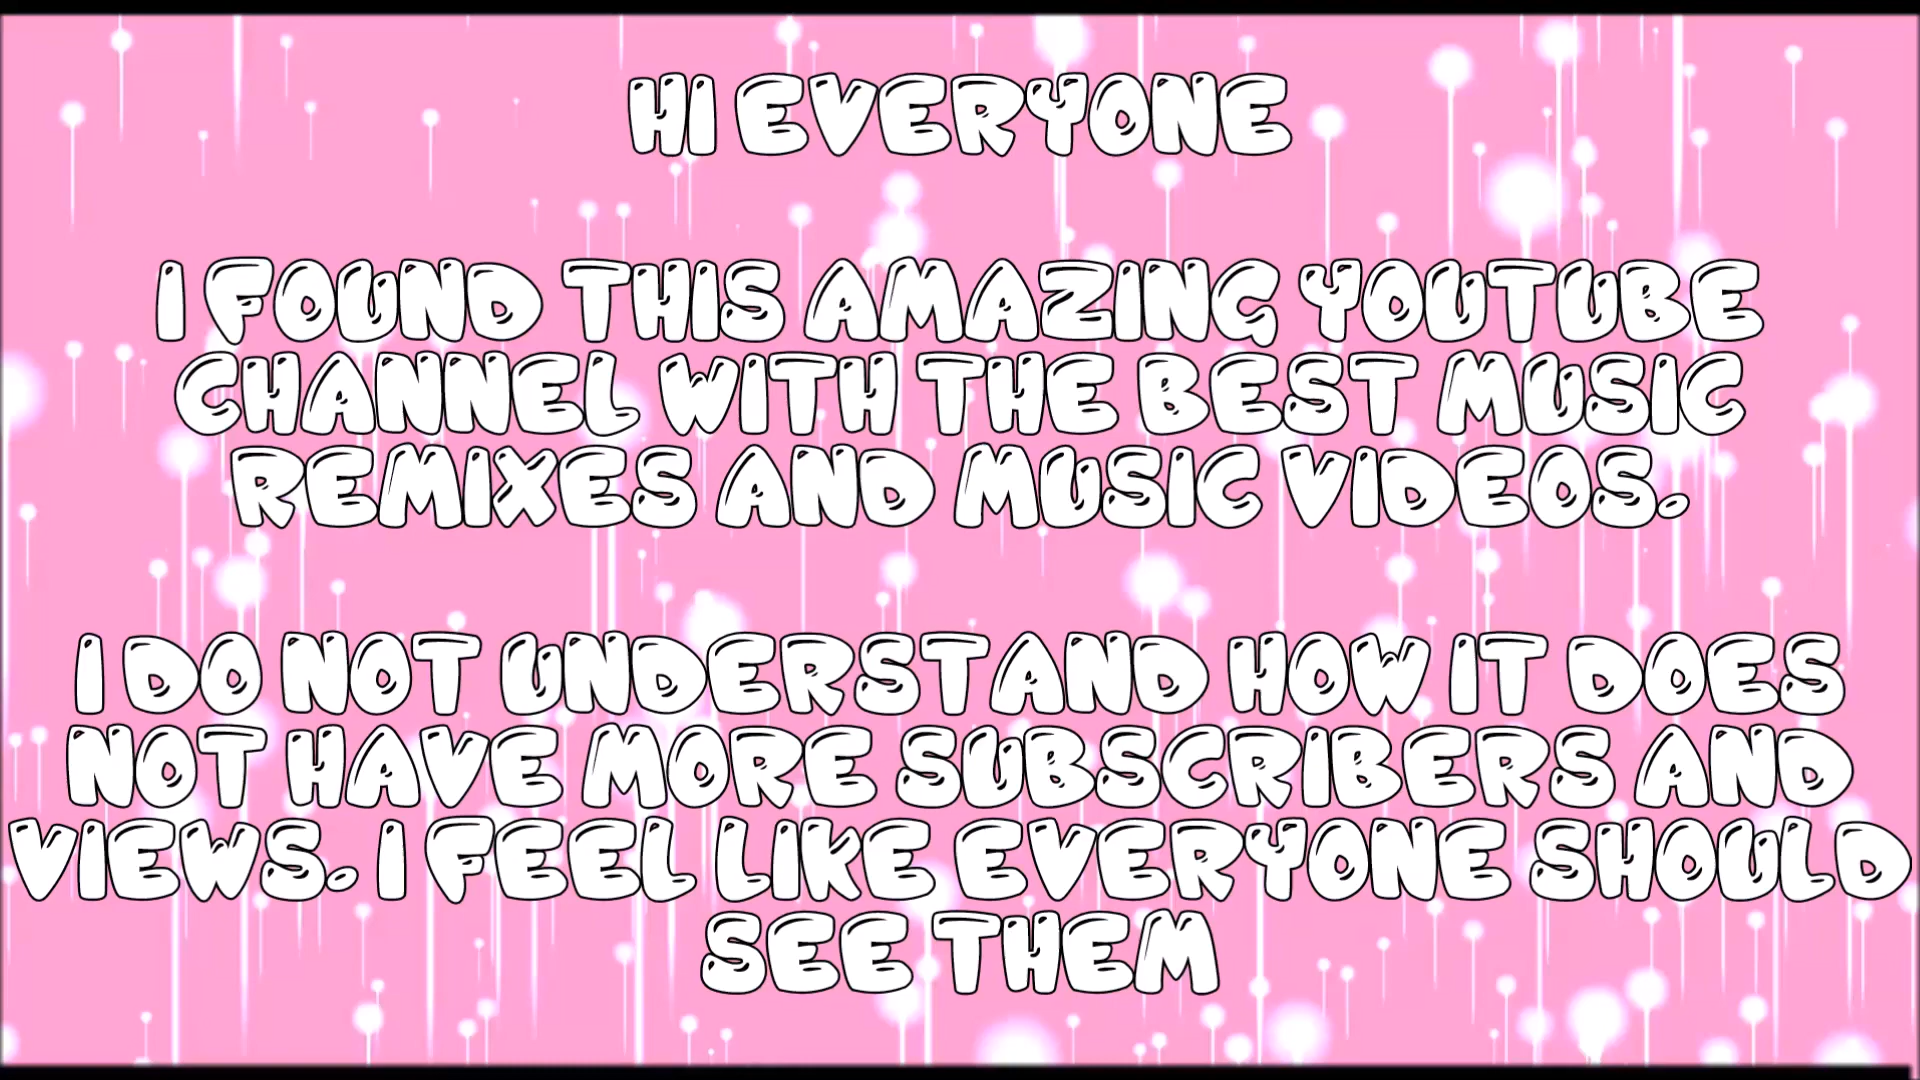 HI EVERYONE
I FOUND THIS AMAZING YOUTUBE
CHANNEL WITH THE BEST MUSIC
REMIXES AND MUSIC VIDEOS.
I DO NOT UNDERSTAND HOW IT DOES
NOT HAVE MORE SUBSCRIBERS AND
VIEWS. I FEEL LIKE EVERYONE SHOULD
SEE THEM